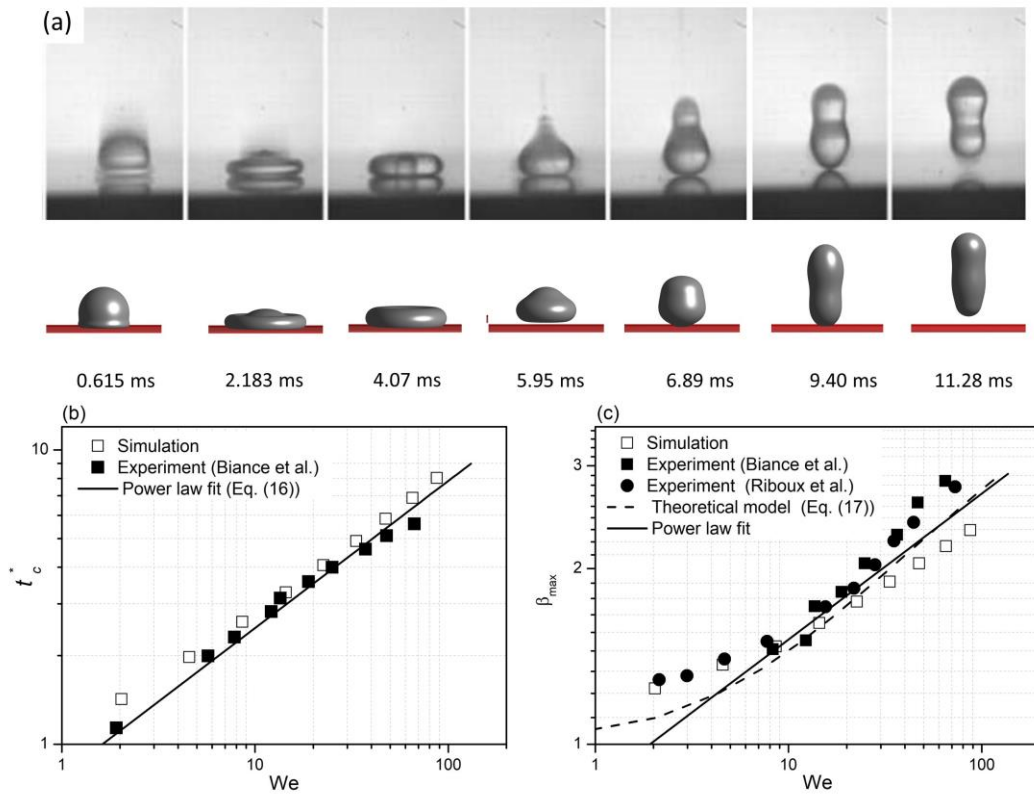 (a)
0.615 ms 2.183 ms 4.07 ms 5.95 ms 6.89 ms 9.40 ms 11.28 ms
(b)
10
Simulation
Experiment (Biance et al.)
Power law fit (Eq. (16))
t*c
1
1 10 100
We
(c)
3
Simulation
Experiment (Biance et al.)
Experiment (Riboux et al.)
Theoretical model (Eq. (17))
Power law fit
2
βmax
1
1 10 100
We